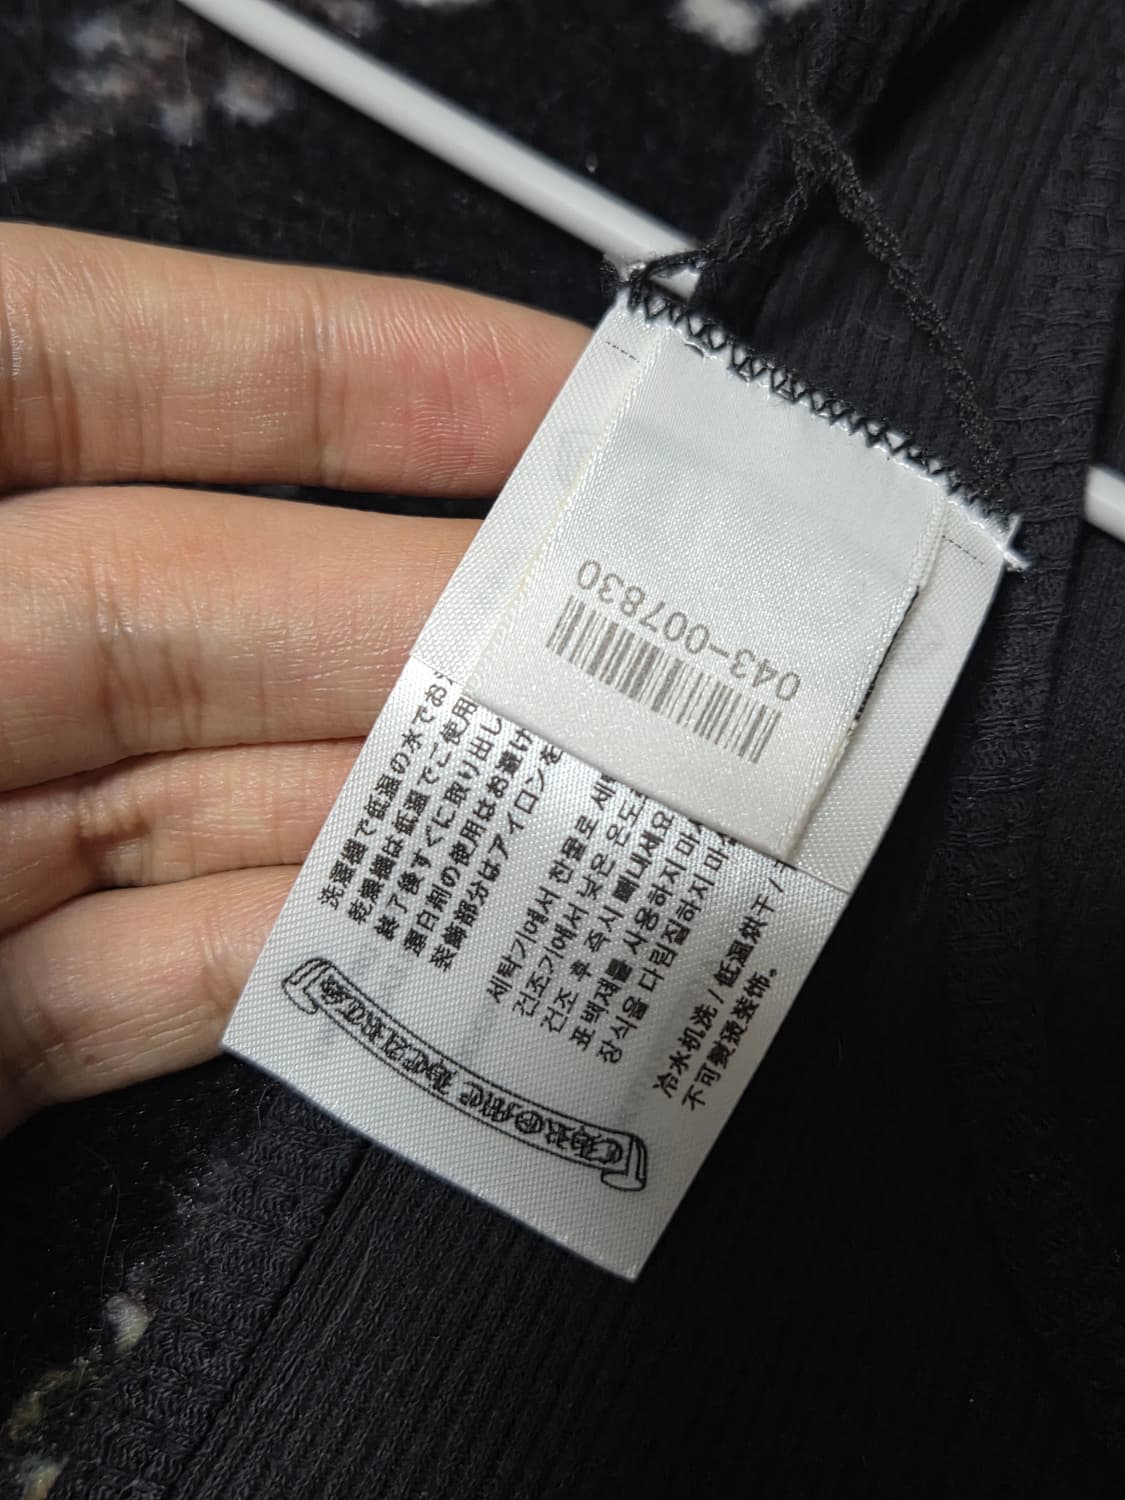 043-007830
洗濯機で低温の水でお
乾燥機は低温でご使用
終了後すぐに取り出し
漂白剤の使用はお避け
装飾部分はアイロンを
세탁기에서 찬물로 세
건조기에서 낮은 온도
건조 후 즉시 빼내세요
표백제를 사용하지 마
장식을 다림질하지 마
冷水机洗 / 低温烘干 /
不可熨烫装饰。
CHROME HEARTS